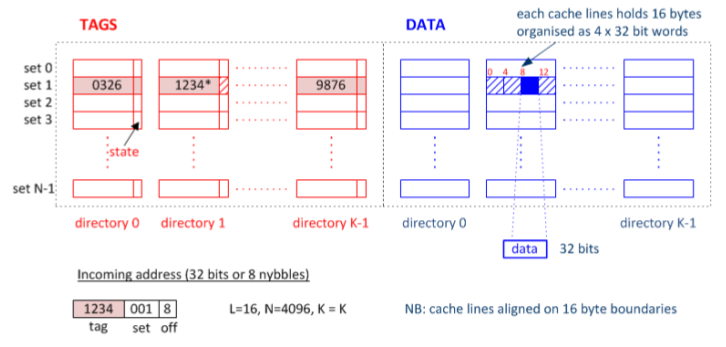 TAGS
DATA
each cache lines holds 16 bytes
organised as 4 x 32 bit words
set 0
set 1
set 2
set 3
set N-1
0326
1234*
9876
state
0 4 8 12
directory 0
directory 1
directory K-1
directory 0
directory K-1
data
32 bits
Incoming address (32 bits or 8 nybbles)
1234 001 8
tag set off
L=16, N=4096, K = K
NB: cache lines aligned on 16 byte boundaries